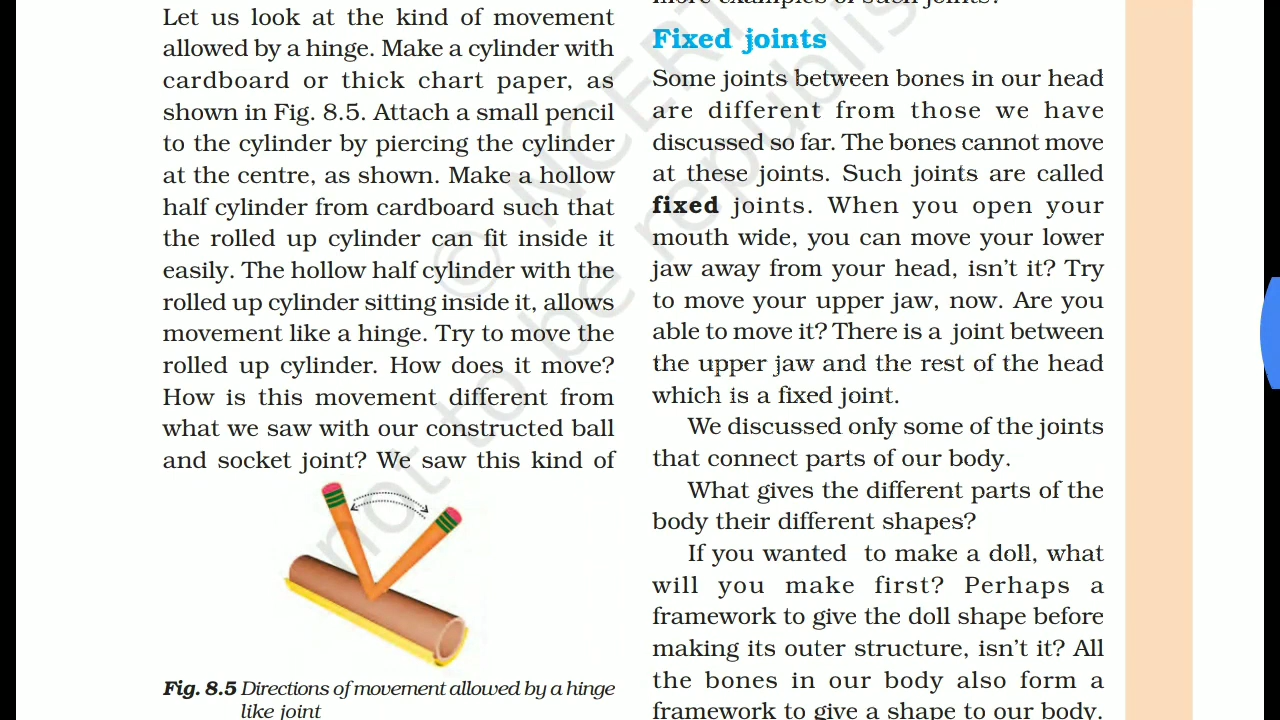 Let us look at the kind of movement
allowed by a hinge. Make a cylinder with
cardboard or thick chart paper, as
shown in Fig. 8.5. Attach a small pencil
to the cylinder by piercing the cylinder
at the centre, as shown. Make a hollow
half cylinder from cardboard such that
the rolled up cylinder can fit inside it
easily. The hollow half cylinder with the
rolled up cylinder sitting inside it, allows
movement like a hinge. Try to move the
rolled up cylinder. How does it move?
How is this movement different from
what we saw with our constructed ball
and socket joint? We saw this kind of
Fig. 8.5 Directions of movement allowed by a hinge
like joint
more examples of such joints?
Fixed joints
Some joints between bones in our head
are different from those we have
discussed so far. The bones cannot move
at these joints. Such joints are called
fixed joints. When you open your
mouth wide, you can move your lower
jaw away from your head, isn't it? Try
to move your upper jaw, now. Are you
able to move it? There is a joint between
the upper jaw and the rest of the head
which is a fixed joint.
We discussed only some of the joints
that connect parts of our body.
What gives the different parts of the
body their different shapes?
If you wanted to make a doll, what
will you make first? Perhaps a
framework to give the doll shape before
making its outer structure, isn't it? All
the bones in our body also form a
framework to give a shape to our body.
© NCERT
not to be republis